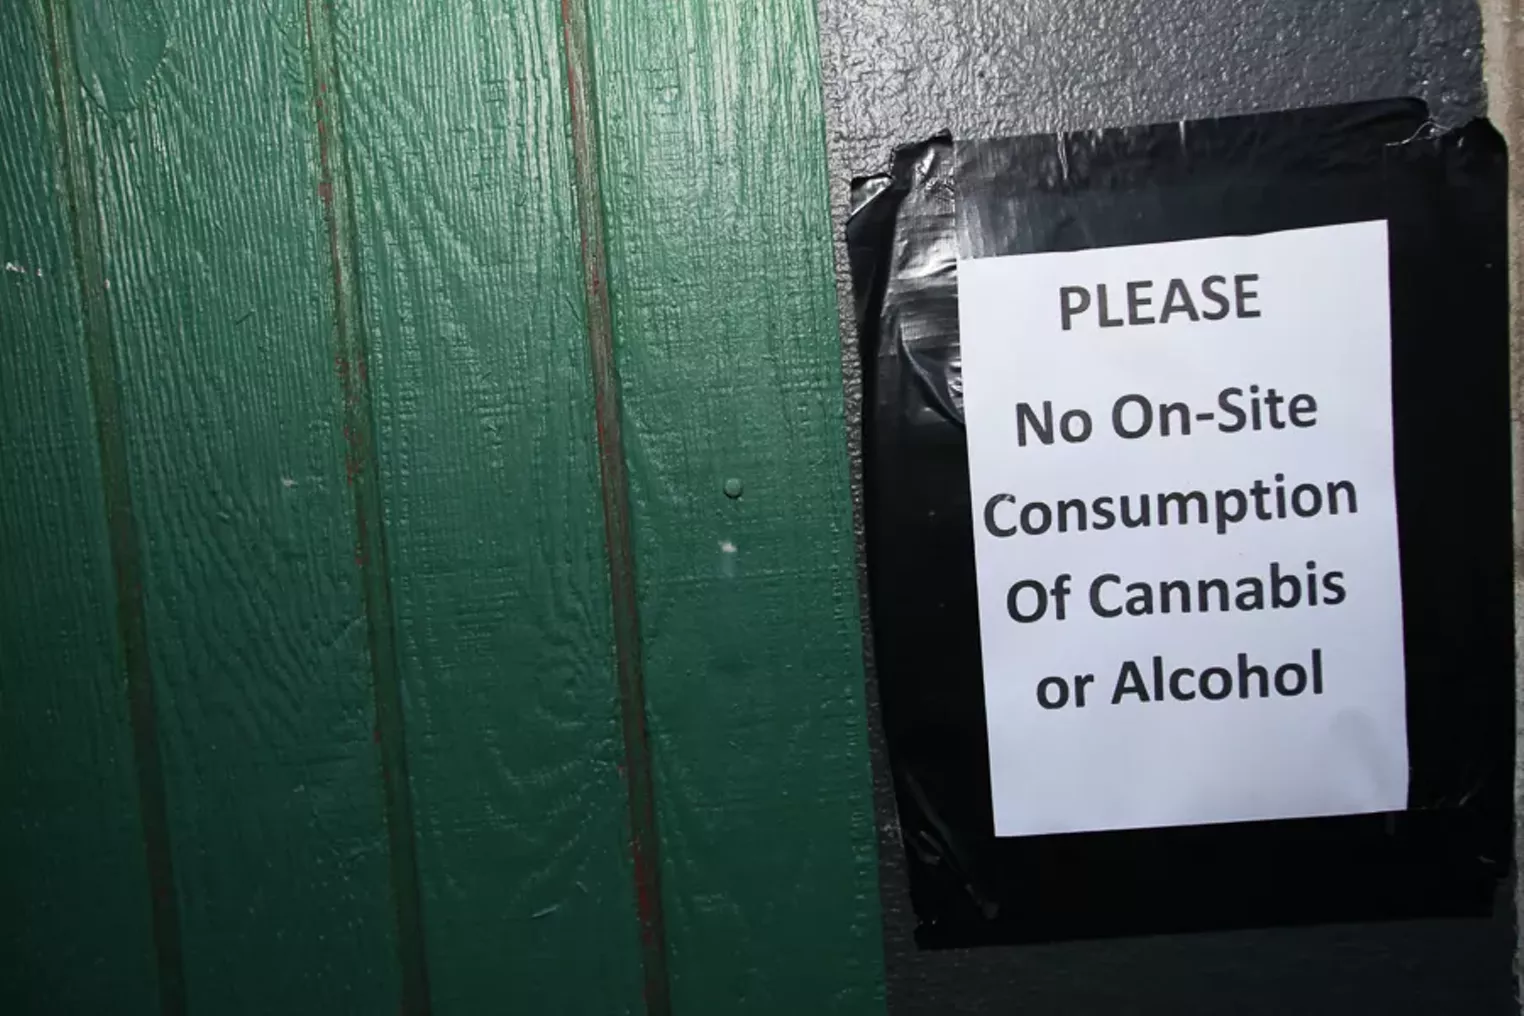 PLEASE
No On-Site
Consumption
Of Cannabis
or Alcohol